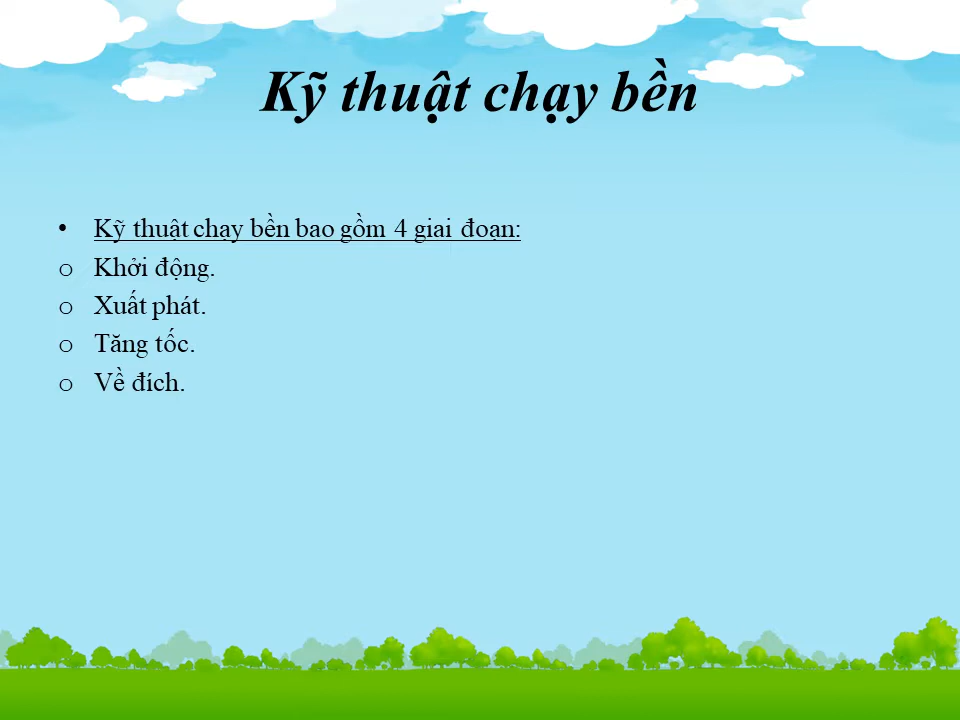 Kỹ thuật chạy bền
• Kỹ thuật chạy bền bao gồm 4 giai đoạn:
o Khởi động.
o Xuất phát.
o Tăng tốc.
o Về đích.